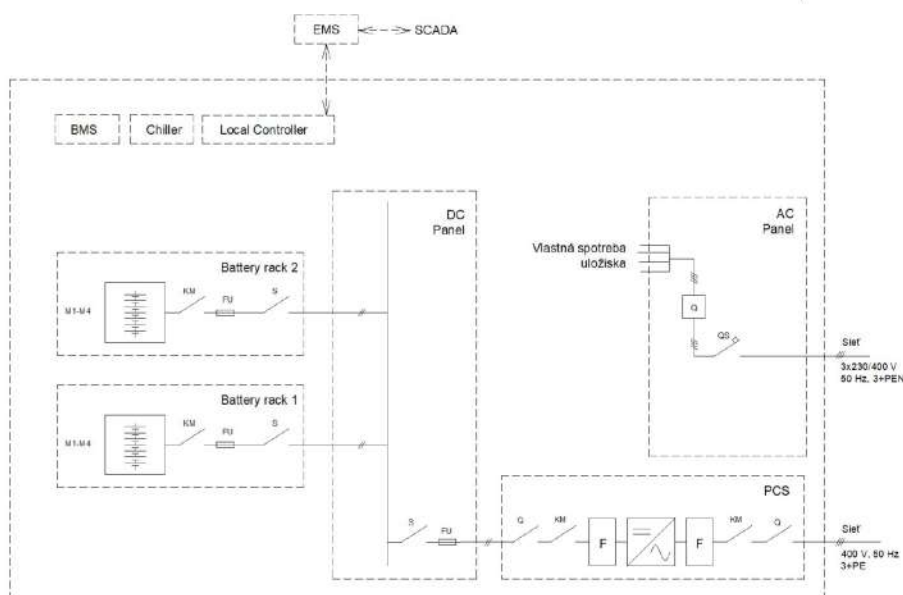 EMS
SCADA
BMS
Chiller
Local Controller
DC
Panel
AC
Panel
Vlastná spotreba
uložiska
Battery rack 2
M1-M4
KM
FU
S
Q
QS
Sieť
3x230/400 V
50 Hz, 3+PEN
Battery rack 1
M1-M4
KM
FU
S
PCS
S
FU
Q
KM
F
F
KM
Q
Sieť
400 V, 50 Hz
3+PE